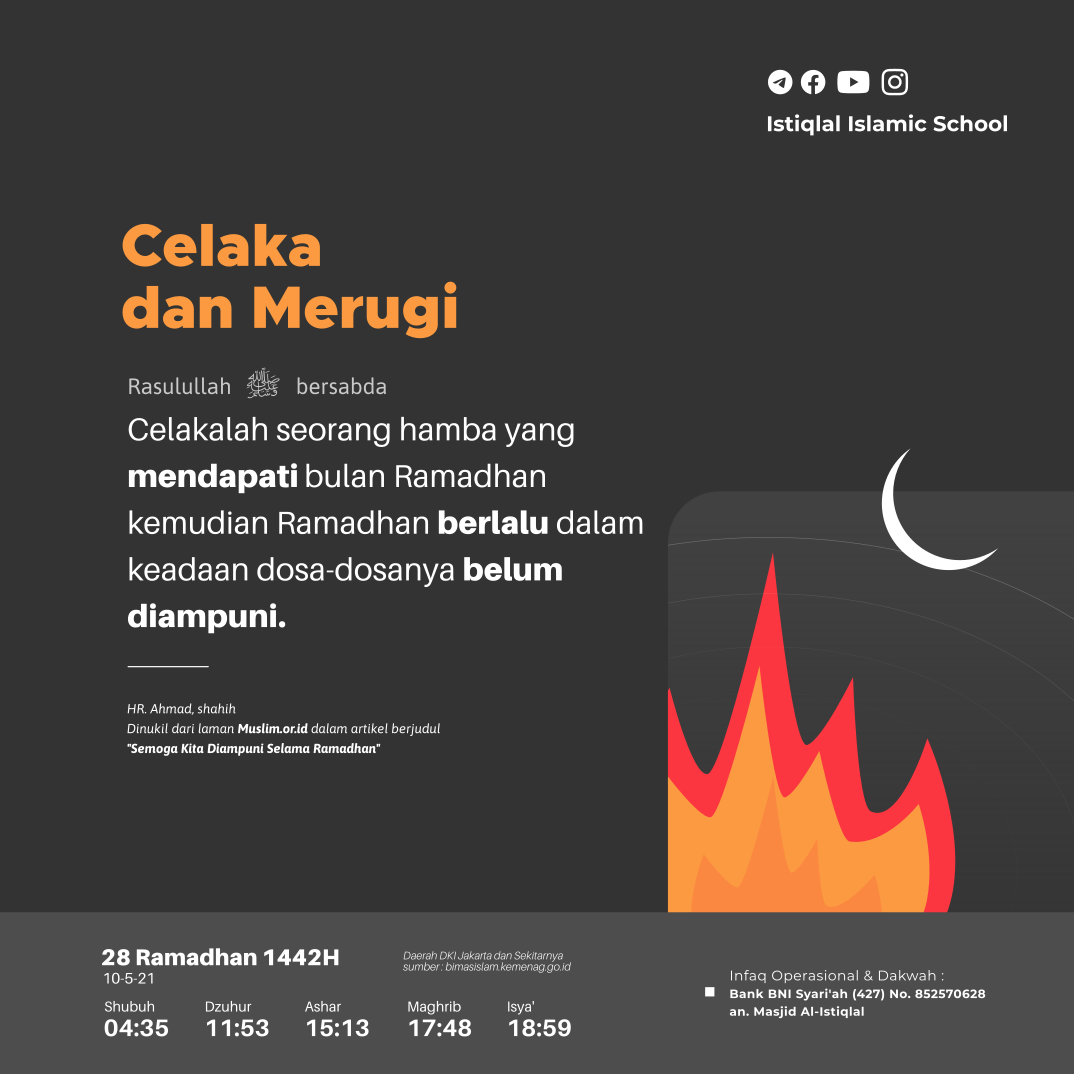 Istiqlal Islamic School
Celaka
dan Merugi
Rasulullah ﷺ bersabda
Celakalah seorang hamba yang
mendapati bulan Ramadhan
kemudian Ramadhan berlalu dalam
keadaan dosa-dosanya belum
diampuni.
HR. Ahmad, shahih
Dinukil dari laman Muslim.or.id dalam artikel berjudul
"Semoga Kita Diampuni Selama Ramadhan"
28 Ramadhan 1442H
10-5-21
Daerah DKI Jakarta dan Sekitarnya
sumber : bimasislam.kemenag.go.id
Shubuh Dzuhur Ashar Maghrib Isya'
04:35 11:53 15:13 17:48 18:59
Infaq Operasional & Dakwah :
Bank BNI Syari'ah (427) No. 852570628
an. Masjid Al-Istiqlal